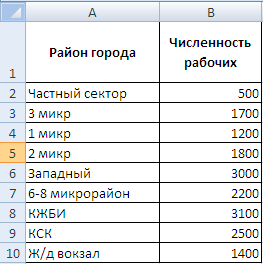 A B
1 Район города Численность рабочих
2 Частный сектор 500
3 3 микр 1700
4 1 микр 1200
5 2 микр 1800
6 Западный 3000
7 6-8 микрорайон 2200
8 КЖБИ 3100
9 КСК 2500
10 Ж/д вокзал 1400